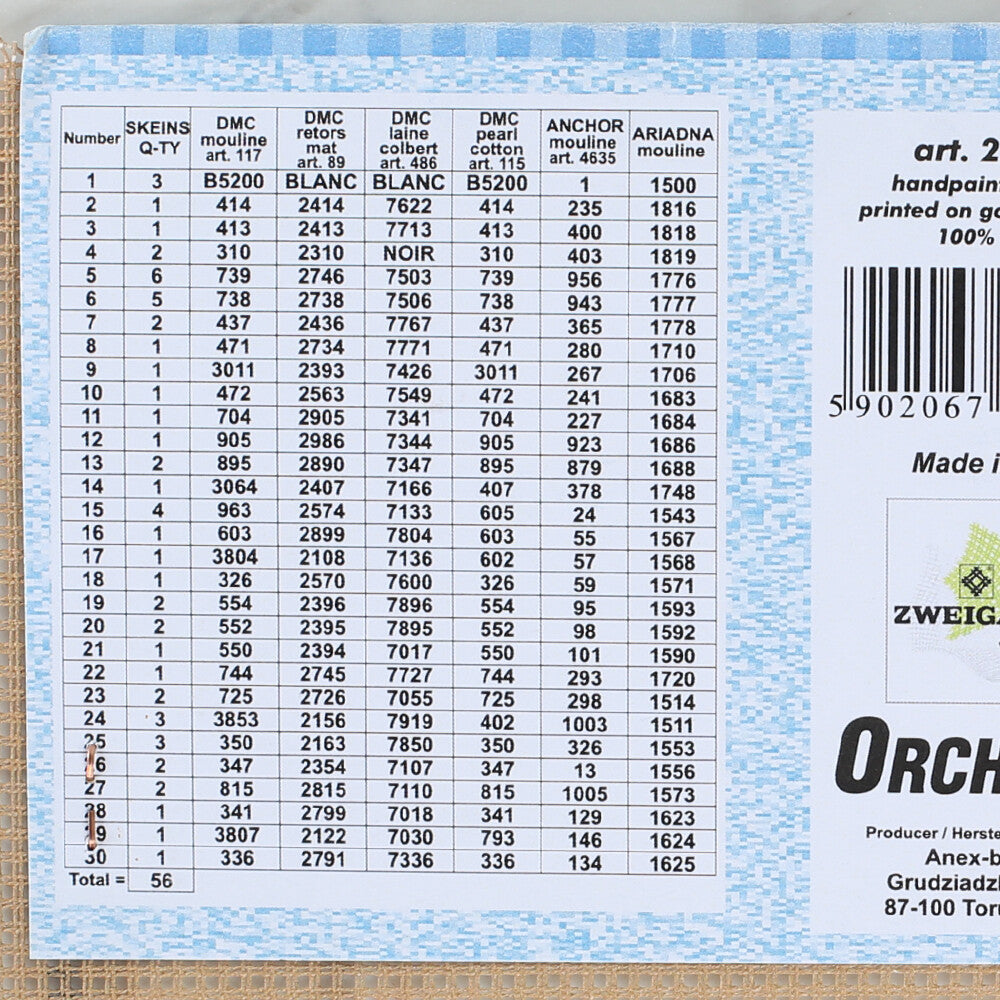 Number SKEINS Q-TY DMC mouline art. 117 DMC retors mat art. 89 DMC laine colbert art. 486 DMC pearl cotton art. 115 ANCHOR mouline art. 4635 ARIADNA mouline
1 3 B5200 BLANC BLANC B5200 1 1500
2 1 414 2414 7622 414 235 1816
3 1 413 2413 7713 413 400 1818
4 2 310 2310 NOIR 310 403 1819
5 6 739 2746 7503 739 956 1776
6 5 738 2738 7506 738 943 1777
7 2 437 2436 7767 437 365 1778
8 1 471 2734 7771 471 280 1710
9 1 3011 2393 7426 3011 267 1706
10 1 472 2563 7549 472 241 1683
11 1 704 2905 7341 704 227 1684
12 1 905 2986 7344 905 923 1686
13 2 895 2890 7347 895 879 1688
14 1 3064 2407 7166 407 378 1748
15 4 963 2574 7133 605 24 1543
16 1 603 2899 7804 603 55 1567
17 1 3804 2108 7136 602 57 1568
18 1 326 2570 7600 326 59 1571
19 2 554 2396 7896 554 95 1593
20 2 552 2395 7895 552 98 1592
21 1 550 2394 7017 550 101 1590
22 1 744 2745 7727 744 293 1720
23 2 725 2726 7055 725 298 1514
24 3 3853 2156 7919 402 1003 1511
25 3 350 2163 7850 350 326 1553
26 2 347 2354 7107 347 13 1556
27 2 815 2815 7110 815 1005 1573
28 1 341 2799 7018 341 129 1623
29 1 3807 2122 7030 793 146 1624
30 1 336 2791 7336 336 134 1625
Total = 56
art. 2
handpaint
printed on ga
100%
5 902067
Made i
ZWEIGA
ORCH
Producer / Herste
Anex-b
Grudziadz
87-100 Toru